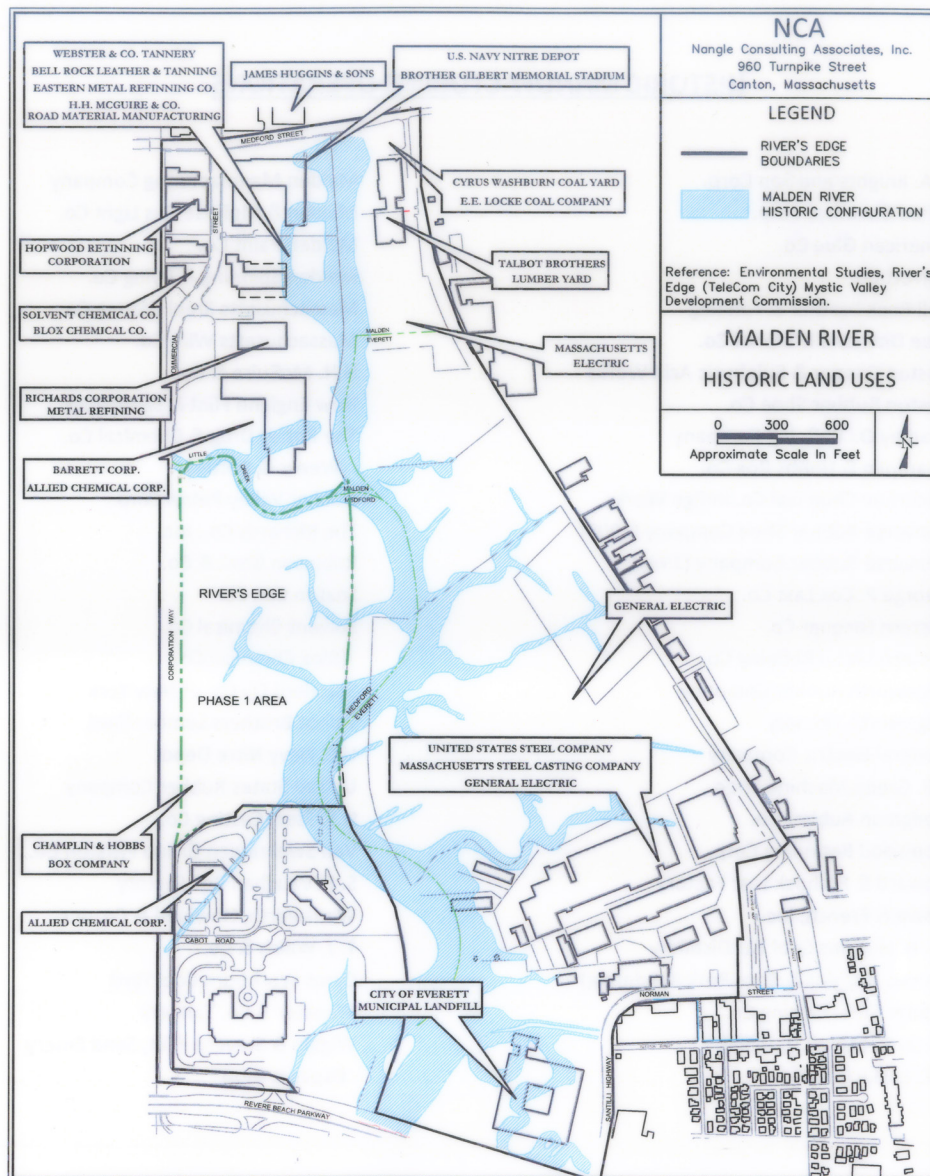 NCA
Nangle Consulting Associates, Inc.
960 Turnpike Street
Canton, Massachusetts
LEGEND
RIVER'S EDGE
BOUNDARIES
MALDEN RIVER
HISTORIC CONFIGURATION
Reference: Environmental Studies, River's
Edge (TeleCom City) Mystic Valley
Development Commission.
MALDEN RIVER
HISTORIC LAND USES
0 300 600
Approximate Scale In Feet
WEBSTER & CO. TANNERY
BELL ROCK LEATHER & TANNING
EASTERN METAL REFINNING CO.
H.H. MCGUIRE & CO.
ROAD MATERIAL MANUFACTURING
JAMES HUGGINS & SONS
U.S. NAVY NITRE DEPOT
BROTHER GILBERT MEMORIAL STADIUM
MEDFORD STREET
CYRUS WASHBURN COAL YARD
E.E. LOCKE COAL COMPANY
STREET
HOPWOOD RETINNING
CORPORATION
TALBOT BROTHERS
LUMBER YARD
SOLVENT CHEMICAL CO.
BLOX CHEMICAL CO.
COMMERCIAL
MALDEN
EVERETT
MASSACHUSETTS
ELECTRIC
RICHARDS CORPORATION
METAL REFINING
BARRETT CORP.
ALLIED CHEMICAL CORP.
LITTLE
CREEK
MALDEN
MEDFORD
RIVER'S EDGE
GENERAL ELECTRIC
CORPORATION WAY
PHASE 1 AREA
MEDFORD
EVERETT
UNITED STATES STEEL COMPANY
MASSACHUSETTS STEEL CASTING COMPANY
GENERAL ELECTRIC
CHAMPLIN & HOBBS
BOX COMPANY
ALLIED CHEMICAL CORP.
CABOT ROAD
CITY OF EVERETT
MUNICIPAL LANDFILL
NORMAN STREET
SANTILLI HIGHWAY
REVERE BEACH PARKWAY